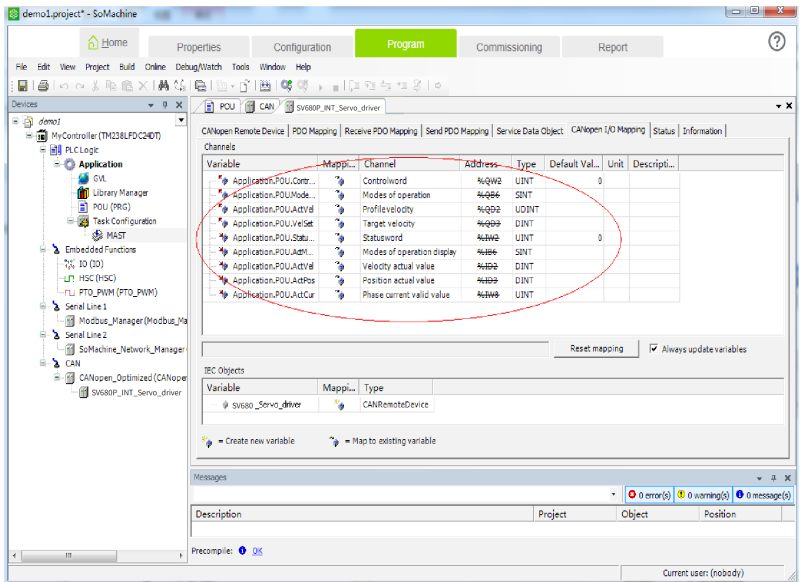 demo1.project* - SoMachine
Home Properties Configuration Program Commissioning Report
File Edit View Project Build Online Debug/Watch Tools Window Help
Devices
demo1
MyController (TM238LFDC24DT)
PLC Logic
Application
GVL
Library Manager
POU (PRG)
Task Configuration
MAST
Embedded Functions
IO (IO)
HSC (HSC)
PTO_PWM (PTO_PWM)
Serial Line 1
Modbus_Manager (Modbus_Ma
Serial Line 2
SoMachine_Network_Manager
CAN
CANopen_Optimized (CANoper
SV680P_INT_Servo_driver
POU CAN SV680P_INT_Servo_driver
CANopen Remote Device PDO Mapping Receive PDO Mapping Send PDO Mapping Service Data Object CANopen I/O Mapping Status Information
Channels
Variable Mappi... Channel Address Type Default Val... Unit Descripti...
Application.POU.Contr... Controlword %QW2 UINT 0
Application.POU.Mode... Modes of operation %QB6 SINT
Application.POU.ActVel Profilevelocity %QD2 UDINT
Application.POU.VelSet Target velocity %QD3 DINT
Application.POU.Statu... Statusword %IW2 UINT 0
Application.POU.ActM... Modes of operation display %IB6 SINT
Application.POU.ActVel Velocity actual value %ID2 DINT
Application.POU.ActPos Position actual value %ID3 DINT
Application.POU.ActCur Phase current valid value %IW8 UINT
Reset mapping Always update variables
IEC Objects
Variable Mappi... Type
SV680 _Servo_driver CANRemoteDevice
= Create new variable = Map to existing variable
Messages
0 error(s) 0 warning(s) 0 message(s)
Description Project Object Position
Precompile: OK
Current user: (nobody)